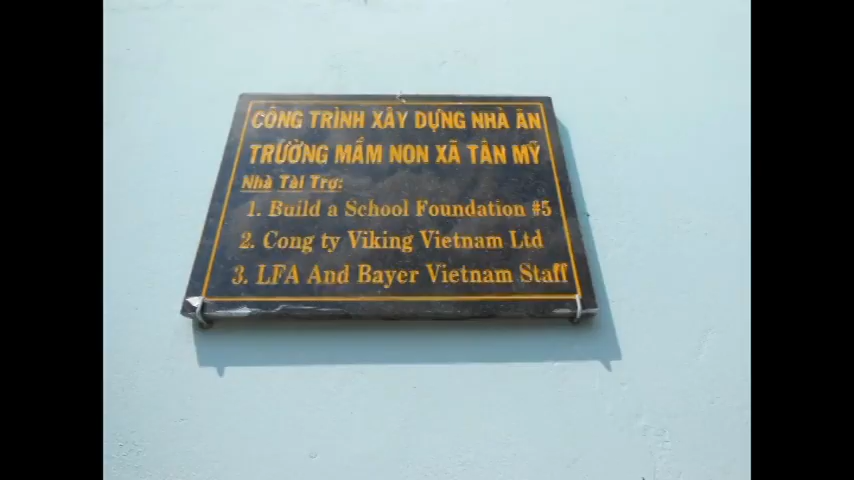 CÔNG TRÌNH XÂY DỰNG NHÀ ĂN
TRƯỜNG MẦM NON XÃ TÂN MỸ
Nhà Tài Trợ:
1. Build a School Foundation #5
2. Cong ty Viking Vietnam Ltd
3. LFA And Bayer Vietnam Staff